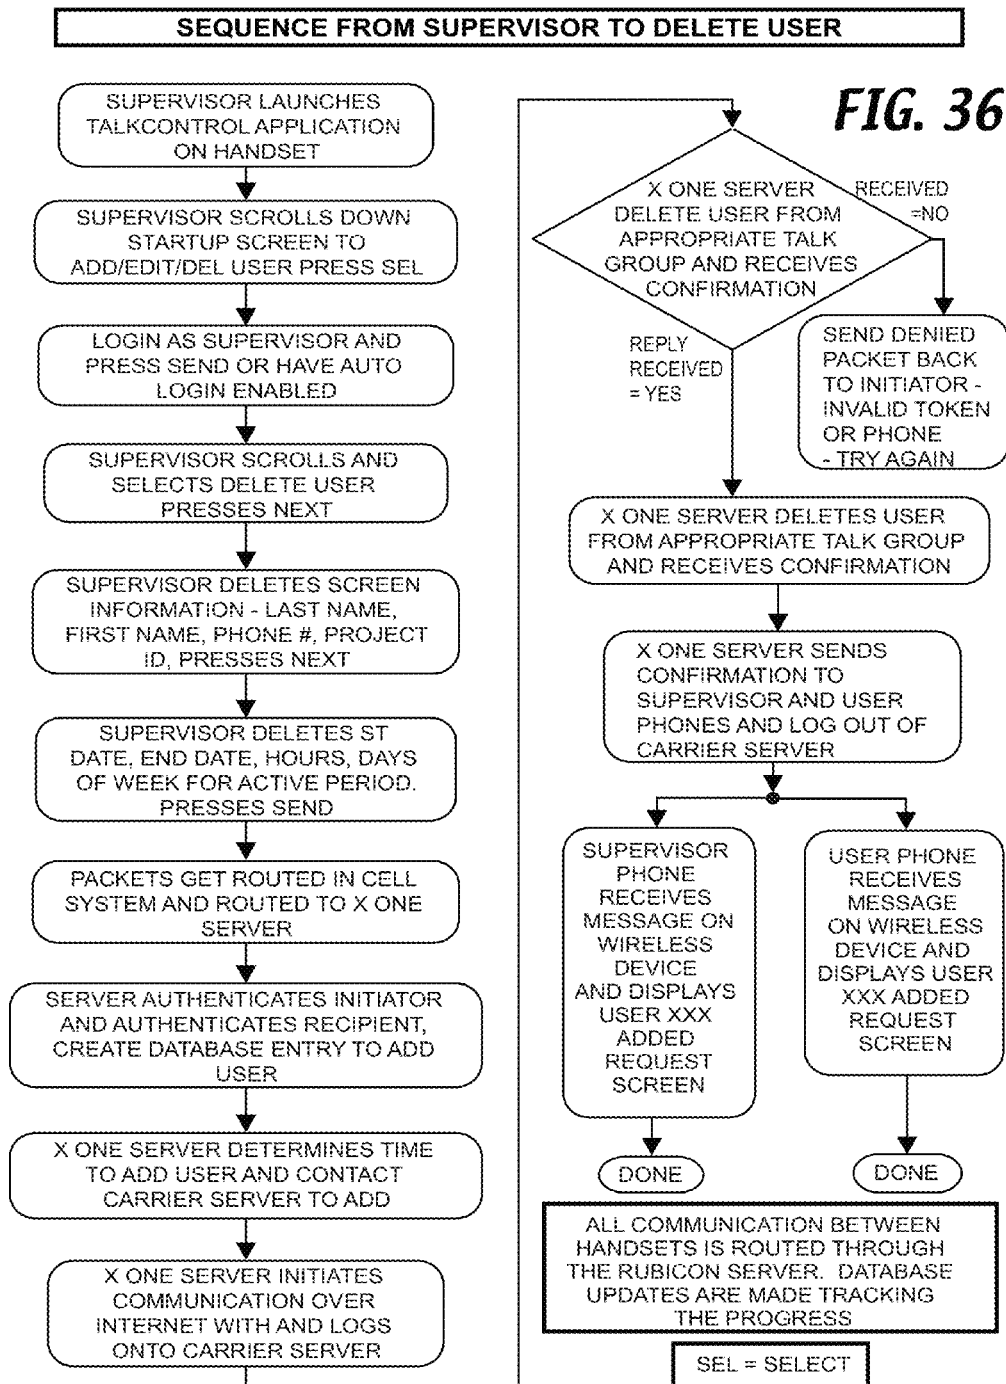 SEQUENCE FROM SUPERVISOR TO DELETE USER
FIG. 36
SUPERVISOR LAUNCHES
TALKCONTROL APPLICATION
ON HANDSET
SUPERVISOR SCROLLS DOWN
STARTUP SCREEN TO
ADD/EDIT/DEL USER PRESS SEL
LOGIN AS SUPERVISOR AND
PRESS SEND OR HAVE AUTO
LOGIN ENABLED
SUPERVISOR SCROLLS AND
SELECTS DELETE USER
PRESSES NEXT
SUPERVISOR DELETES SCREEN
INFORMATION - LAST NAME,
FIRST NAME, PHONE #, PROJECT
ID, PRESSES NEXT
SUPERVISOR DELETES ST
DATE, END DATE, HOURS, DAYS
OF WEEK FOR ACTIVE PERIOD.
PRESSES SEND
PACKETS GET ROUTED IN CELL
SYSTEM AND ROUTED TO X ONE
SERVER
SERVER AUTHENTICATES INITIATOR
AND AUTHENTICATES RECIPIENT,
CREATE DATABASE ENTRY TO ADD
USER
X ONE SERVER DETERMINES TIME
TO ADD USER AND CONTACT
CARRIER SERVER TO ADD
X ONE SERVER INITIATES
COMMUNICATION OVER
INTERNET WITH AND LOGS
ONTO CARRIER SERVER
X ONE SERVER
DELETE USER FROM
APPROPRIATE TALK
GROUP AND RECEIVES
CONFIRMATION
RECEIVED
=NO
REPLY
RECEIVED
= YES
SEND DENIED
PACKET BACK
TO INITIATOR -
INVALID TOKEN
OR PHONE
- TRY AGAIN
X ONE SERVER DELETES USER
FROM APPROPRIATE TALK GROUP
AND RECEIVES CONFIRMATION
X ONE SERVER SENDS
CONFIRMATION TO
SUPERVISOR AND USER
PHONES AND LOG OUT OF
CARRIER SERVER
SUPERVISOR
PHONE
RECEIVES
MESSAGE ON
WIRELESS
DEVICE
AND DISPLAYS
USER XXX
ADDED
REQUEST
SCREEN
USER PHONE
RECEIVES
MESSAGE
ON WIRELESS
DEVICE AND
DISPLAYS USER
XXX ADDED
REQUEST
SCREEN
DONE
DONE
ALL COMMUNICATION BETWEEN
HANDSETS IS ROUTED THROUGH
THE RUBICON SERVER. DATABASE
UPDATES ARE MADE TRACKING
THE PROGRESS
SEL = SELECT